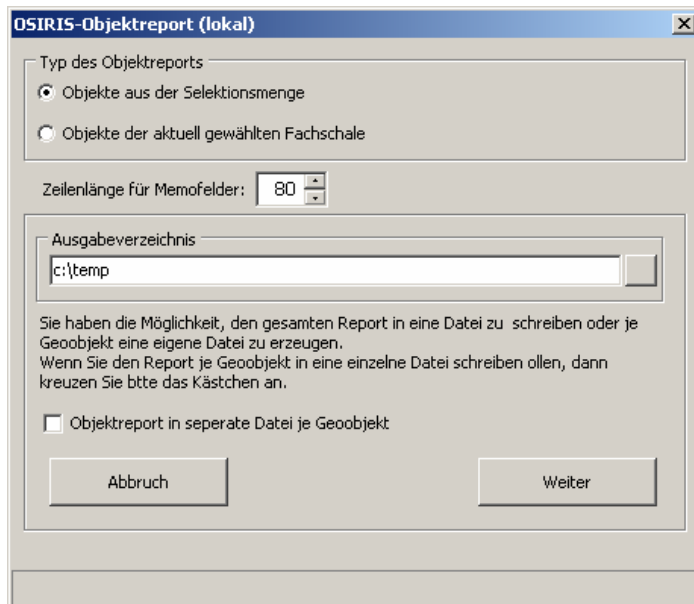 OSIRIS-Objektreport (lokal)
Typ des Objektreports
Objekte aus der Selektionsmenge
Objekte der aktuell gewählten Fachschale
Zeilenlänge für Memofelder: 80
Ausgabeverzeichnis
c:\temp
Sie haben die Möglichkeit, den gesamten Report in eine Datei zu schreiben oder je
Geoobjekt eine eigene Datei zu erzeugen.
Wenn Sie den Report je Geoobjekt in eine einzelne Datei schreiben ollen, dann
kreuzen Sie btte das Kästchen an.
Objektreport in seperate Datei je Geoobjekt
Abbruch Weiter